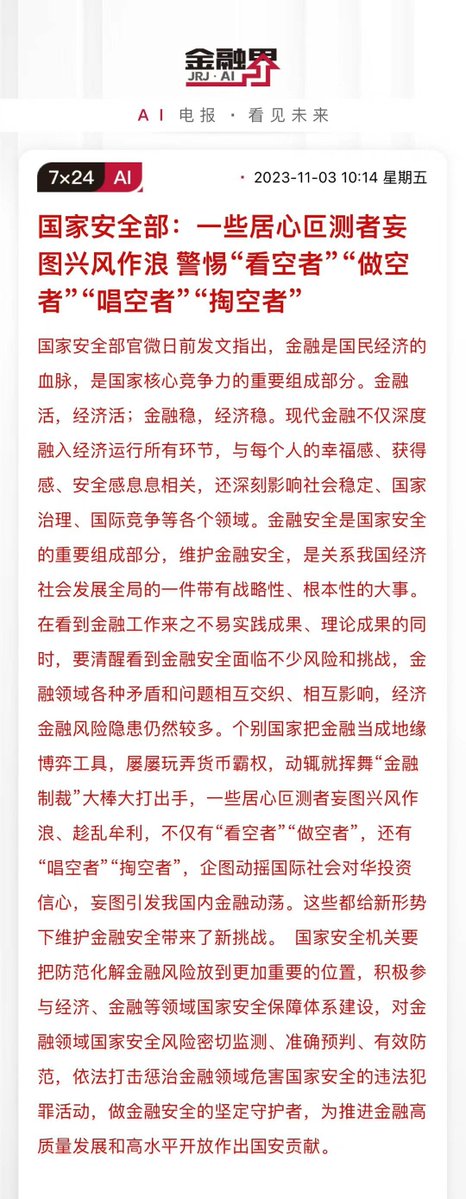 金融界
JRJ·AI
AI 电报·看见未来
7×24 AI
· 2023-11-03 10:14 星期五
国家安全部：一些居心叵测者妄
图兴风作浪 警惕“看空者”“做空
者”“唱空者”“掏空者”
国家安全部官微日前发文指出，金融是国民经济的
血脉，是国家核心竞争力的重要组成部分。金融
活，经济活；金融稳，经济稳。现代金融不仅深度
融入经济运行所有环节，与每个人的幸福感、获得
感、安全感息息相关，还深刻影响社会稳定、国家
治理、国际竞争等各个领域。金融安全是国家安全
的重要组成部分，维护金融安全，是关系我国经济
社会发展全局的一件带有战略性、根本性的大事。
在看到金融工作来之不易实践成果、理论成果的同
时，要清醒看到金融安全面临不少风险和挑战，金
融领域各种矛盾和问题相互交织、相互影响，经济
金融风险隐患仍然较多。个别国家把金融当成地缘
博弈工具，屡屡玩弄货币霸权，动辄就挥舞“金融
制裁”大棒大打出手，一些居心叵测者妄图兴风作
浪、趁乱牟利，不仅有“看空者”“做空者”，还有
“唱空者”“掏空者”，企图动摇国际社会对华投资
信心，妄图引发我国内金融动荡。这些都给新形势
下维护金融安全带来了新挑战。 国家安全机关要
把防范化解金融风险放到更加重要的位置，积极参
与经济、金融等领域国家安全保障体系建设，对金
融领域国家安全风险密切监测、准确预判、有效防
范，依法打击惩治金融领域危害国家安全的违法犯
罪活动，做金融安全的坚定守护者，为推进金融高
质量发展和高水平开放作出国安贡献。